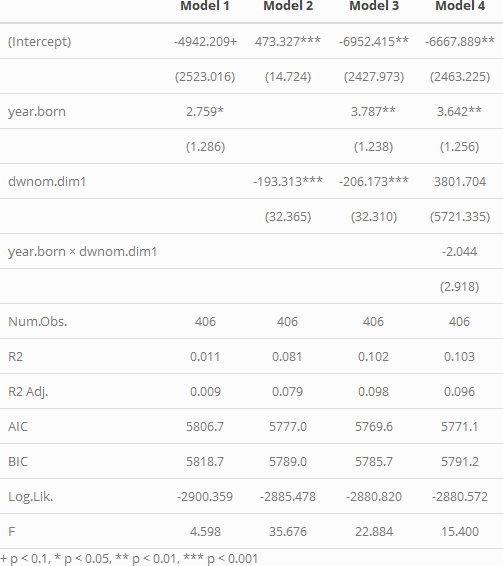 Model 1 Model 2 Model 3 Model 4
(Intercept) -4942.209+ 473.327*** -6952.415** -6667.889**
(2523.016) (14.724) (2427.973) (2463.225)
year.born 2.759* 3.787** 3.642**
(1.286) (1.238) (1.256)
dwnom.dim1 -193.313*** -206.173*** 3801.704
(32.365) (32.310) (5721.335)
year.born × dwnom.dim1 -2.044
(2.918)
Num.Obs. 406 406 406 406
R2 0.011 0.081 0.102 0.103
R2 Adj. 0.009 0.079 0.098 0.096
AIC 5806.7 5777.0 5769.6 5771.1
BIC 5818.7 5789.0 5785.7 5791.2
Log.Lik. -2900.359 -2885.478 -2880.820 -2880.572
F 4.598 35.676 22.884 15.400
+ p < 0.1, * p < 0.05, ** p < 0.01, *** p < 0.001